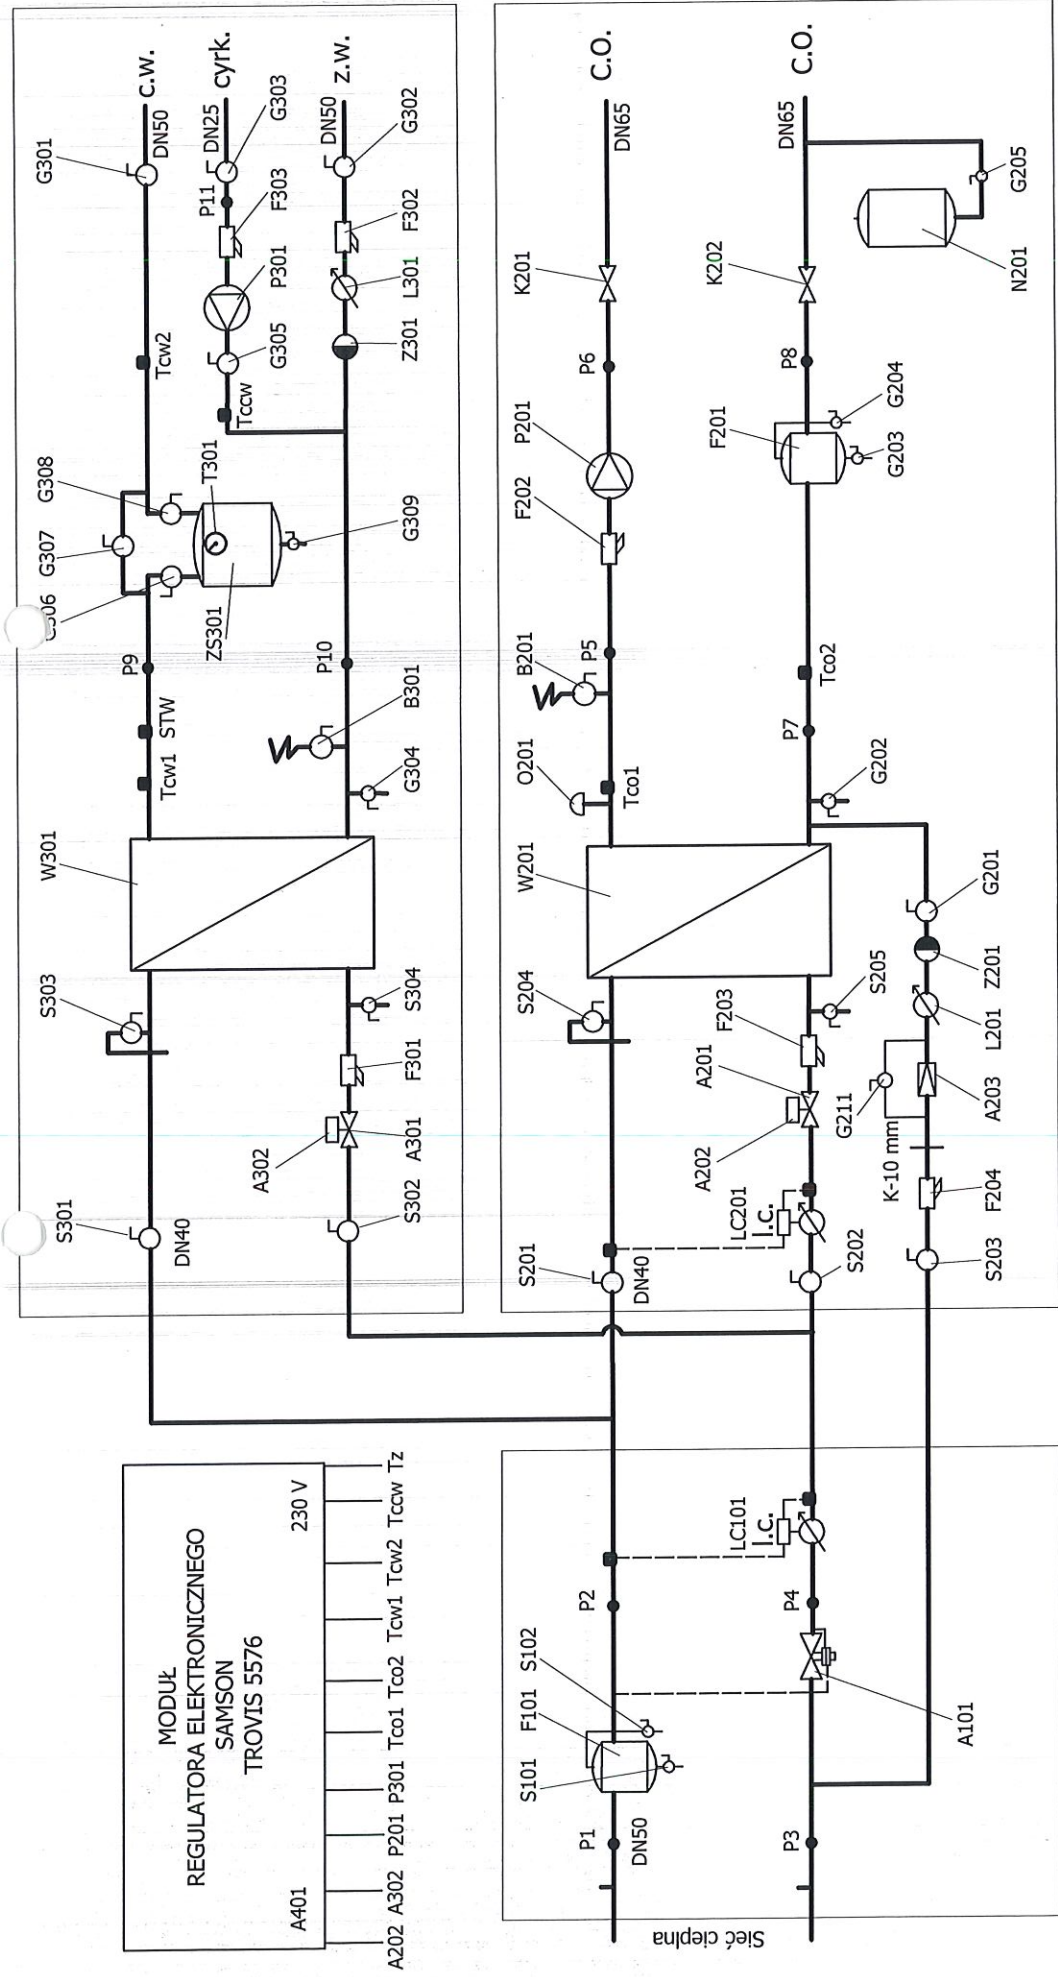 MODUŁ
REGULATORA ELEKTRONICZNEGO
SAMSON
TROVIS 5576
A401
230 V
A202
A302
P201
P301
Tco1
Tco2
Tcw1
Tcw2
Tccw
Tz
S301
DN40
S303
W301
Tcw1
STW
P9
G307
G308
T301
ZS301
G309
Tcw2
G301
c.w.
DN50
A302
S302
A301
F301
S304
G304
B301
P10
Tccw
G305
P301
F303
P11
DN25
cyrk.
G303
Z301
L301
F302
DN50
z.w.
G302
Sieć cieplna
P1
DN50
S101
F101
S102
P2
P3
A101
P4
LC101
I.C.
S201
DN40
S204
W201
O201
Tco1
B201
P5
F202
P201
P6
K201
DN65
C.O.
LC201
I.C.
S202
A202
A201
F203
S205
G202
P7
Tco2
F201
G203
G204
P8
K202
DN65
C.O.
N201
G205
S203
F204
K-10 mm
G211
A203
L201
Z201
G201